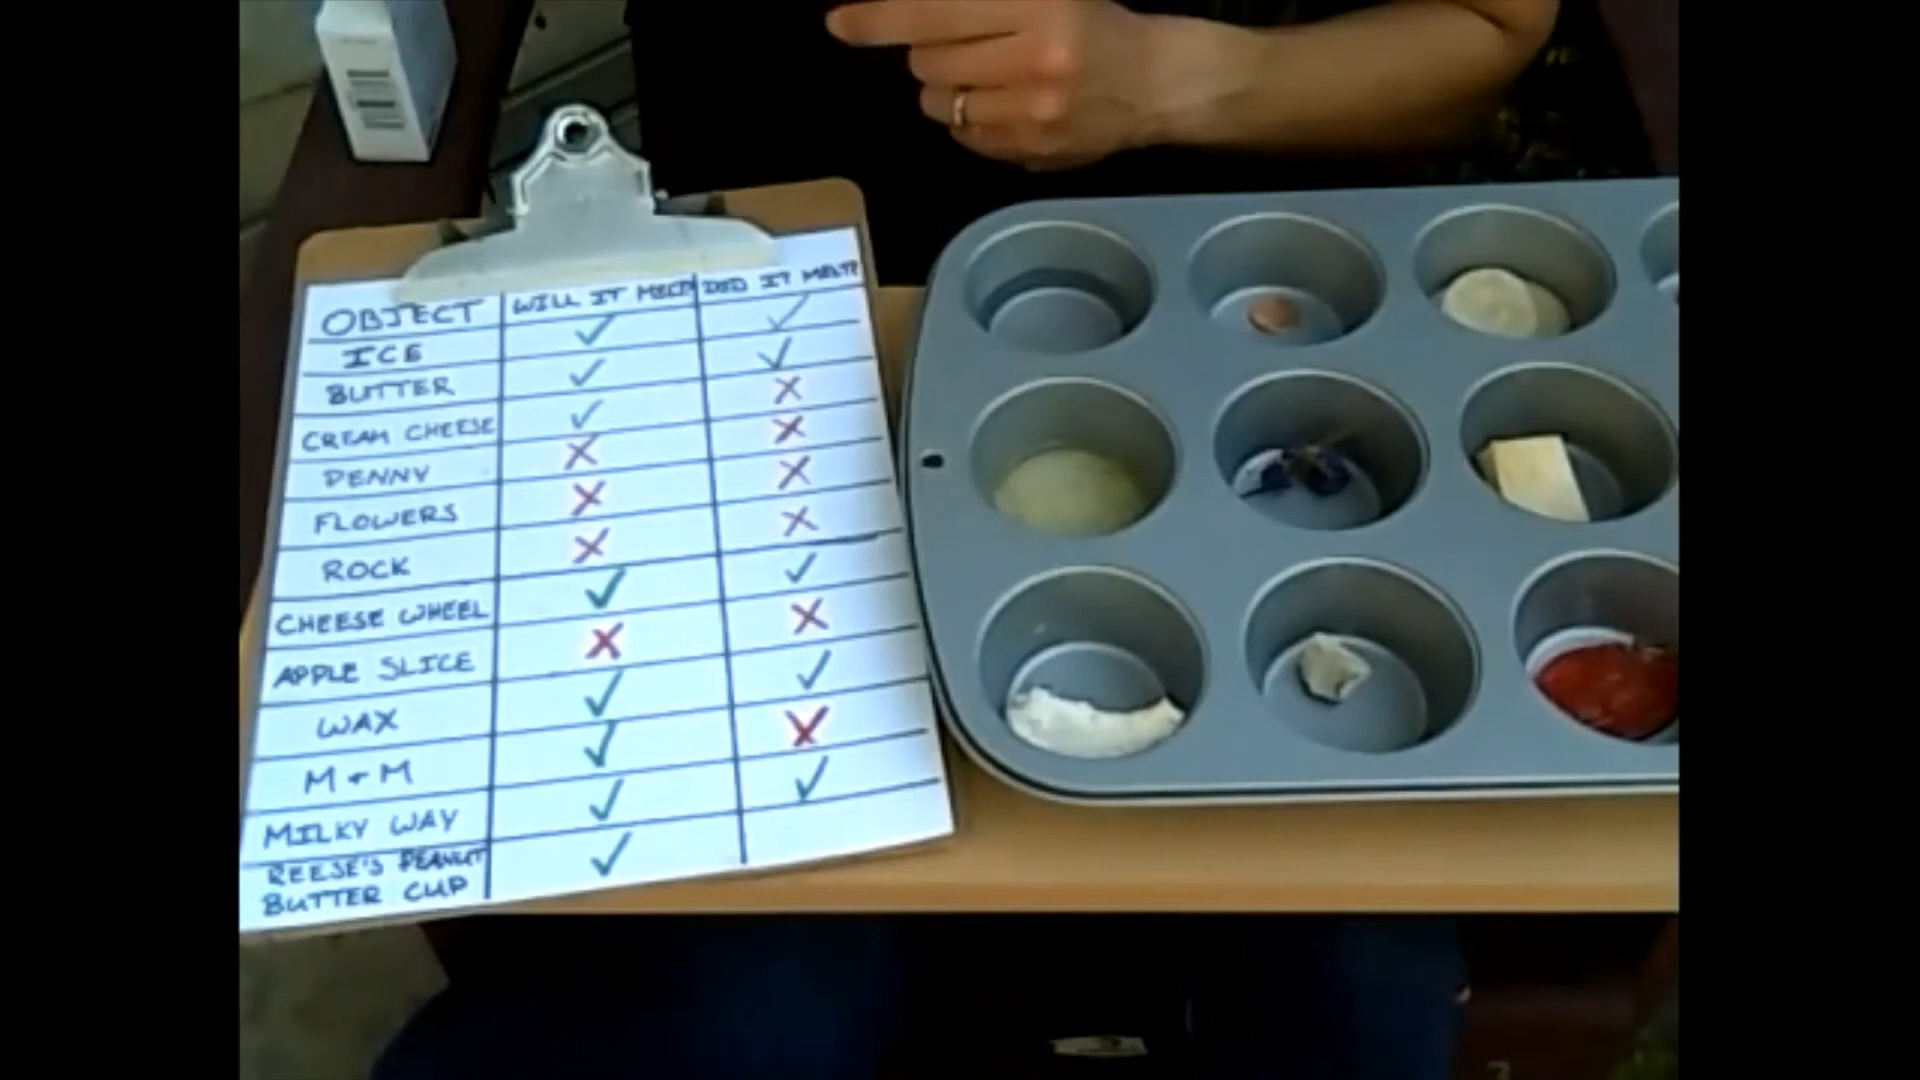 OBJECT WILL IT MELT? DID IT MELT?
ICE ✓ ✓
BUTTER ✓ ✓
CREAM CHEESE ✓ X
PENNY X X
FLOWERS X X
ROCK X X
CHEESE WHEEL ✓ ✓
APPLE SLICE X X
WAX ✓ ✓
M + M ✓ X
MILKY WAY ✓ ✓
REESE'S PEANUT
BUTTER CUP ✓